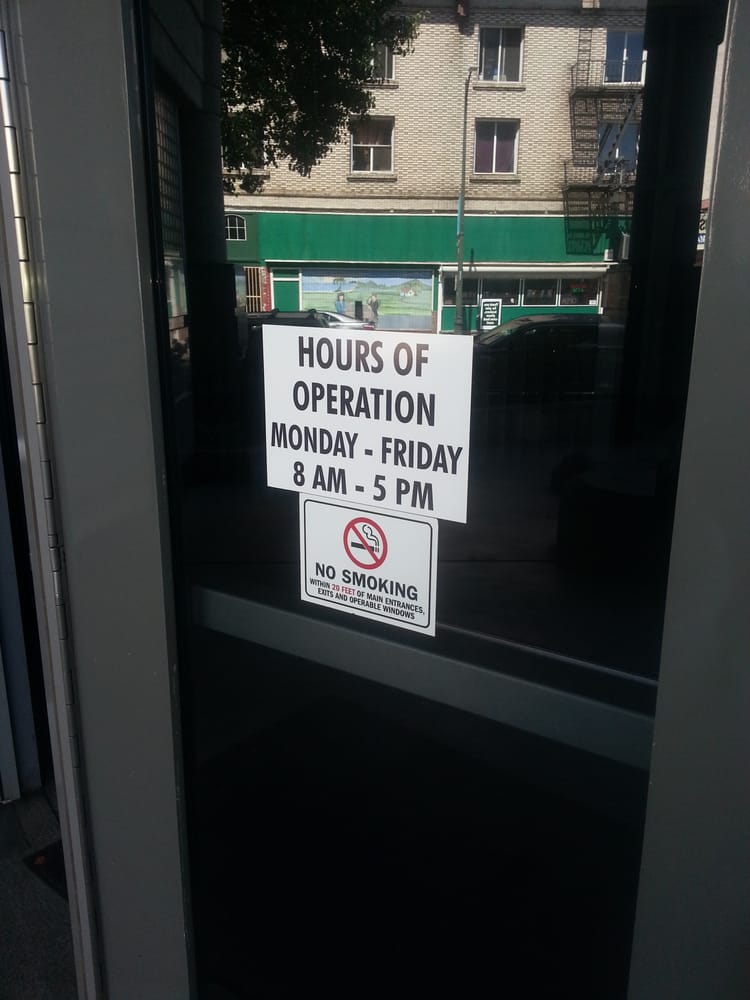 HOURS OF
OPERATION
MONDAY - FRIDAY
8 AM - 5 PM
NO SMOKING
WITHIN 20 FEET OF MAIN ENTRANCES,
EXITS AND OPERABLE WINDOWS